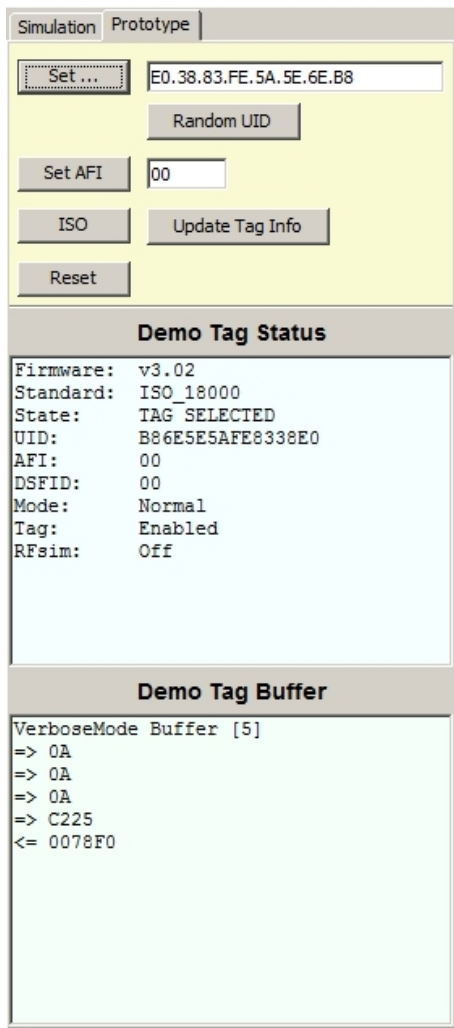 Simulation Prototype
Set ... E0.38.83.FE.5A.5E.6E.B8
Random UID
Set AFI 00
ISO Update Tag Info
Reset
Demo Tag Status
Firmware: v3.02
Standard: ISO_18000
State: TAG SELECTED
UID: B86E5E5AFE8338E0
AFI: 00
DSFID: 00
Mode: Normal
Tag: Enabled
RFsim: Off
Demo Tag Buffer
VerboseMode Buffer [5]
=> 0A
=> 0A
=> 0A
=> C225
<= 0078F0